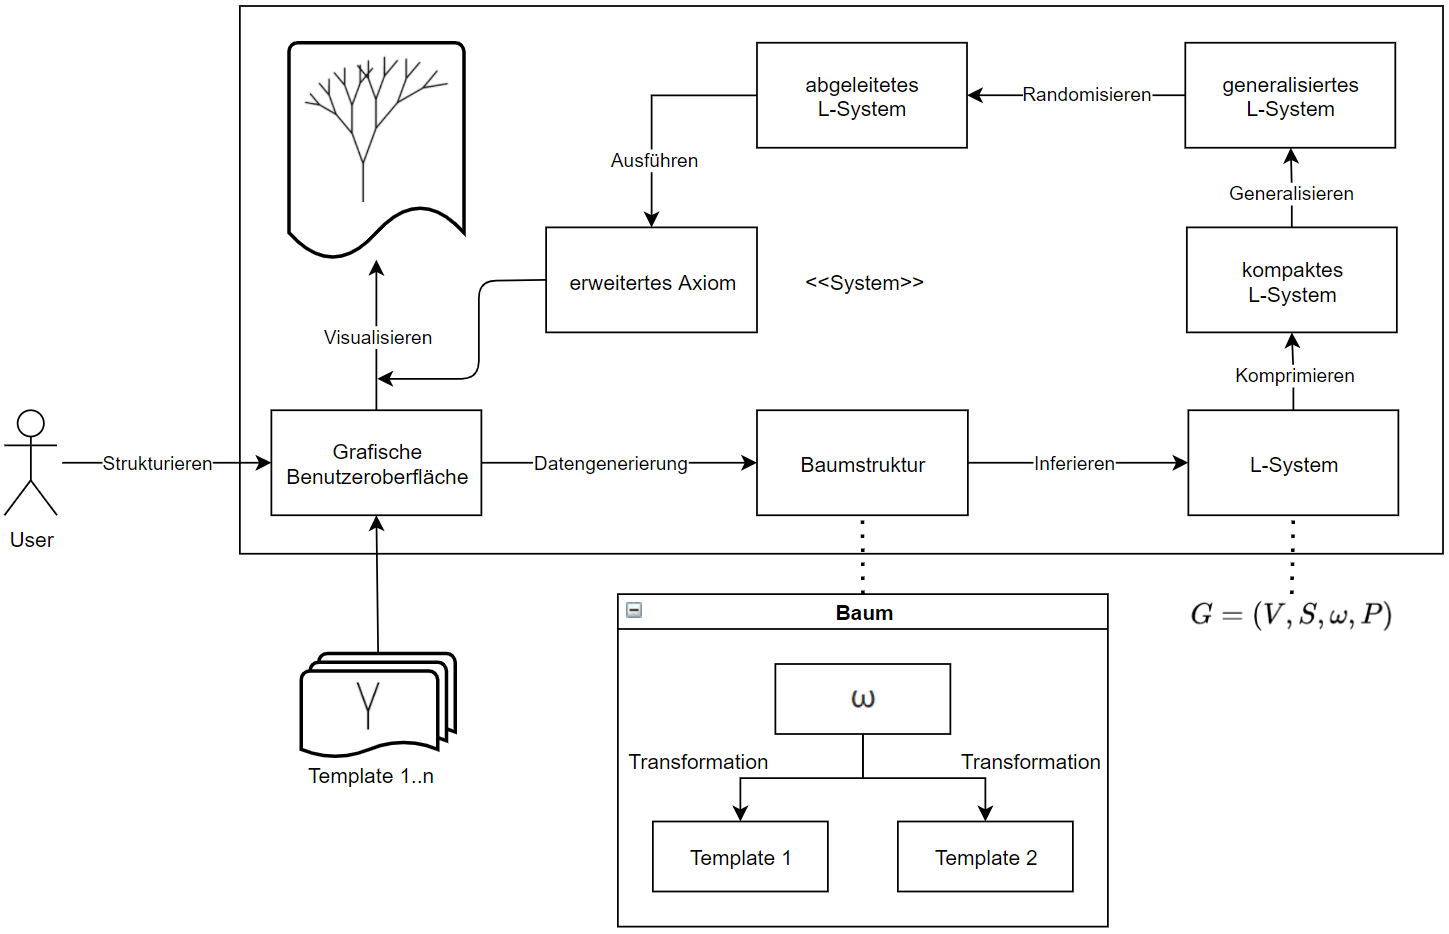 abgeleitetes
L-System
Randomisieren
generalisiertes
L-System
Ausführen
Generalisieren
erweitertes Axiom
<<System>>
kompaktes
L-System
Visualisieren
Komprimieren
User
Strukturieren
Grafische
Benutzeroberfläche
Datengenerierung
Baumstruktur
Inferieren
L-System
Template 1..n
Baum
ω
Transformation
Transformation
Template 1
Template 2
G = (V, S, ω, P)